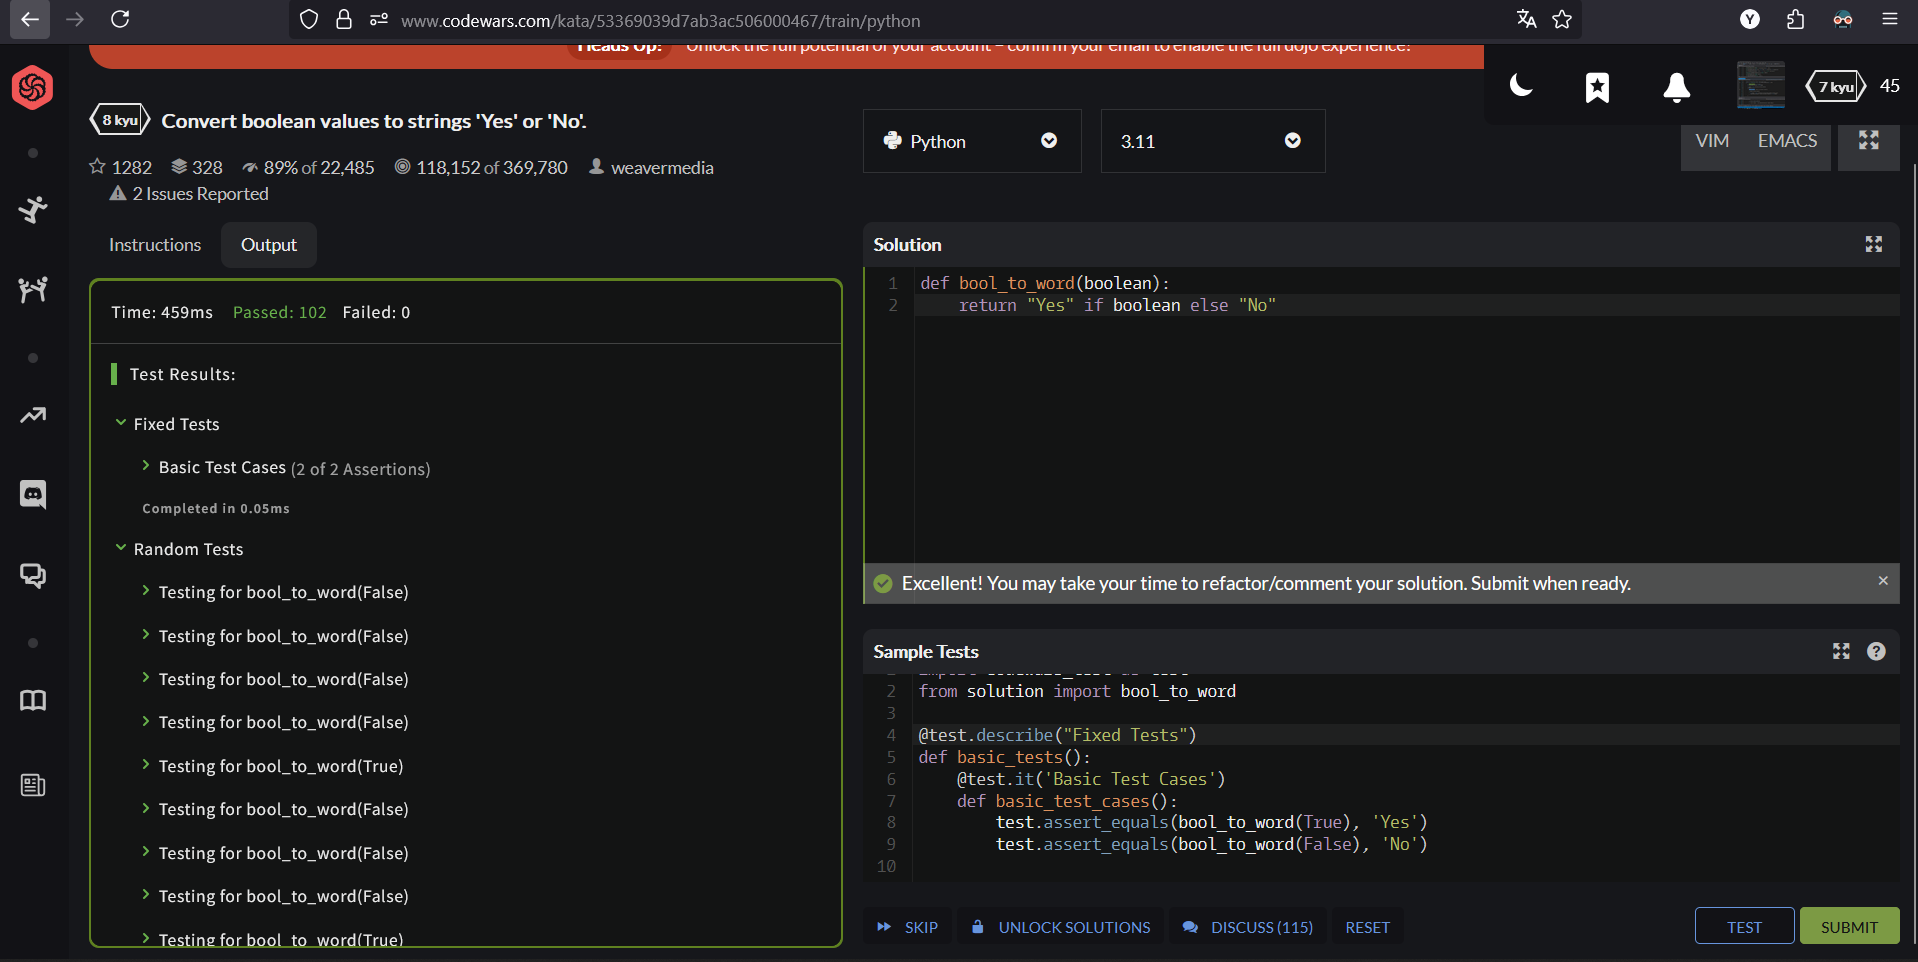 www.codewars.com/kata/53369039d7ab3ac506000467/train/python
Heads Up! Unlock the full potential of your account – confirm your email to enable the full dojo experience!
7 kyu 45
8 kyu Convert boolean values to strings 'Yes' or 'No'.
1282 328 89% of 22,485 118,152 of 369,780 weavermedia
2 Issues Reported
Python
3.11
VIM EMACS
Instructions Output
Time: 459ms Passed: 102 Failed: 0
Test Results:
Fixed Tests
Basic Test Cases (2 of 2 Assertions)
Completed in 0.05ms
Random Tests
Testing for bool_to_word(False)
Testing for bool_to_word(False)
Testing for bool_to_word(False)
Testing for bool_to_word(False)
Testing for bool_to_word(True)
Testing for bool_to_word(False)
Testing for bool_to_word(False)
Testing for bool_to_word(False)
Testing for bool_to_word(True)
Solution
1 def bool_to_word(boolean):
2 return "Yes" if boolean else "No"
Excellent! You may take your time to refactor/comment your solution. Submit when ready.
Sample Tests
2 from solution import bool_to_word
3
4 @test.describe("Fixed Tests")
5 def basic_tests():
6 @test.it('Basic Test Cases')
7 def basic_test_cases():
8 test.assert_equals(bool_to_word(True), 'Yes')
9 test.assert_equals(bool_to_word(False), 'No')
10
SKIP UNLOCK SOLUTIONS DISCUSS (115) RESET
TEST SUBMIT